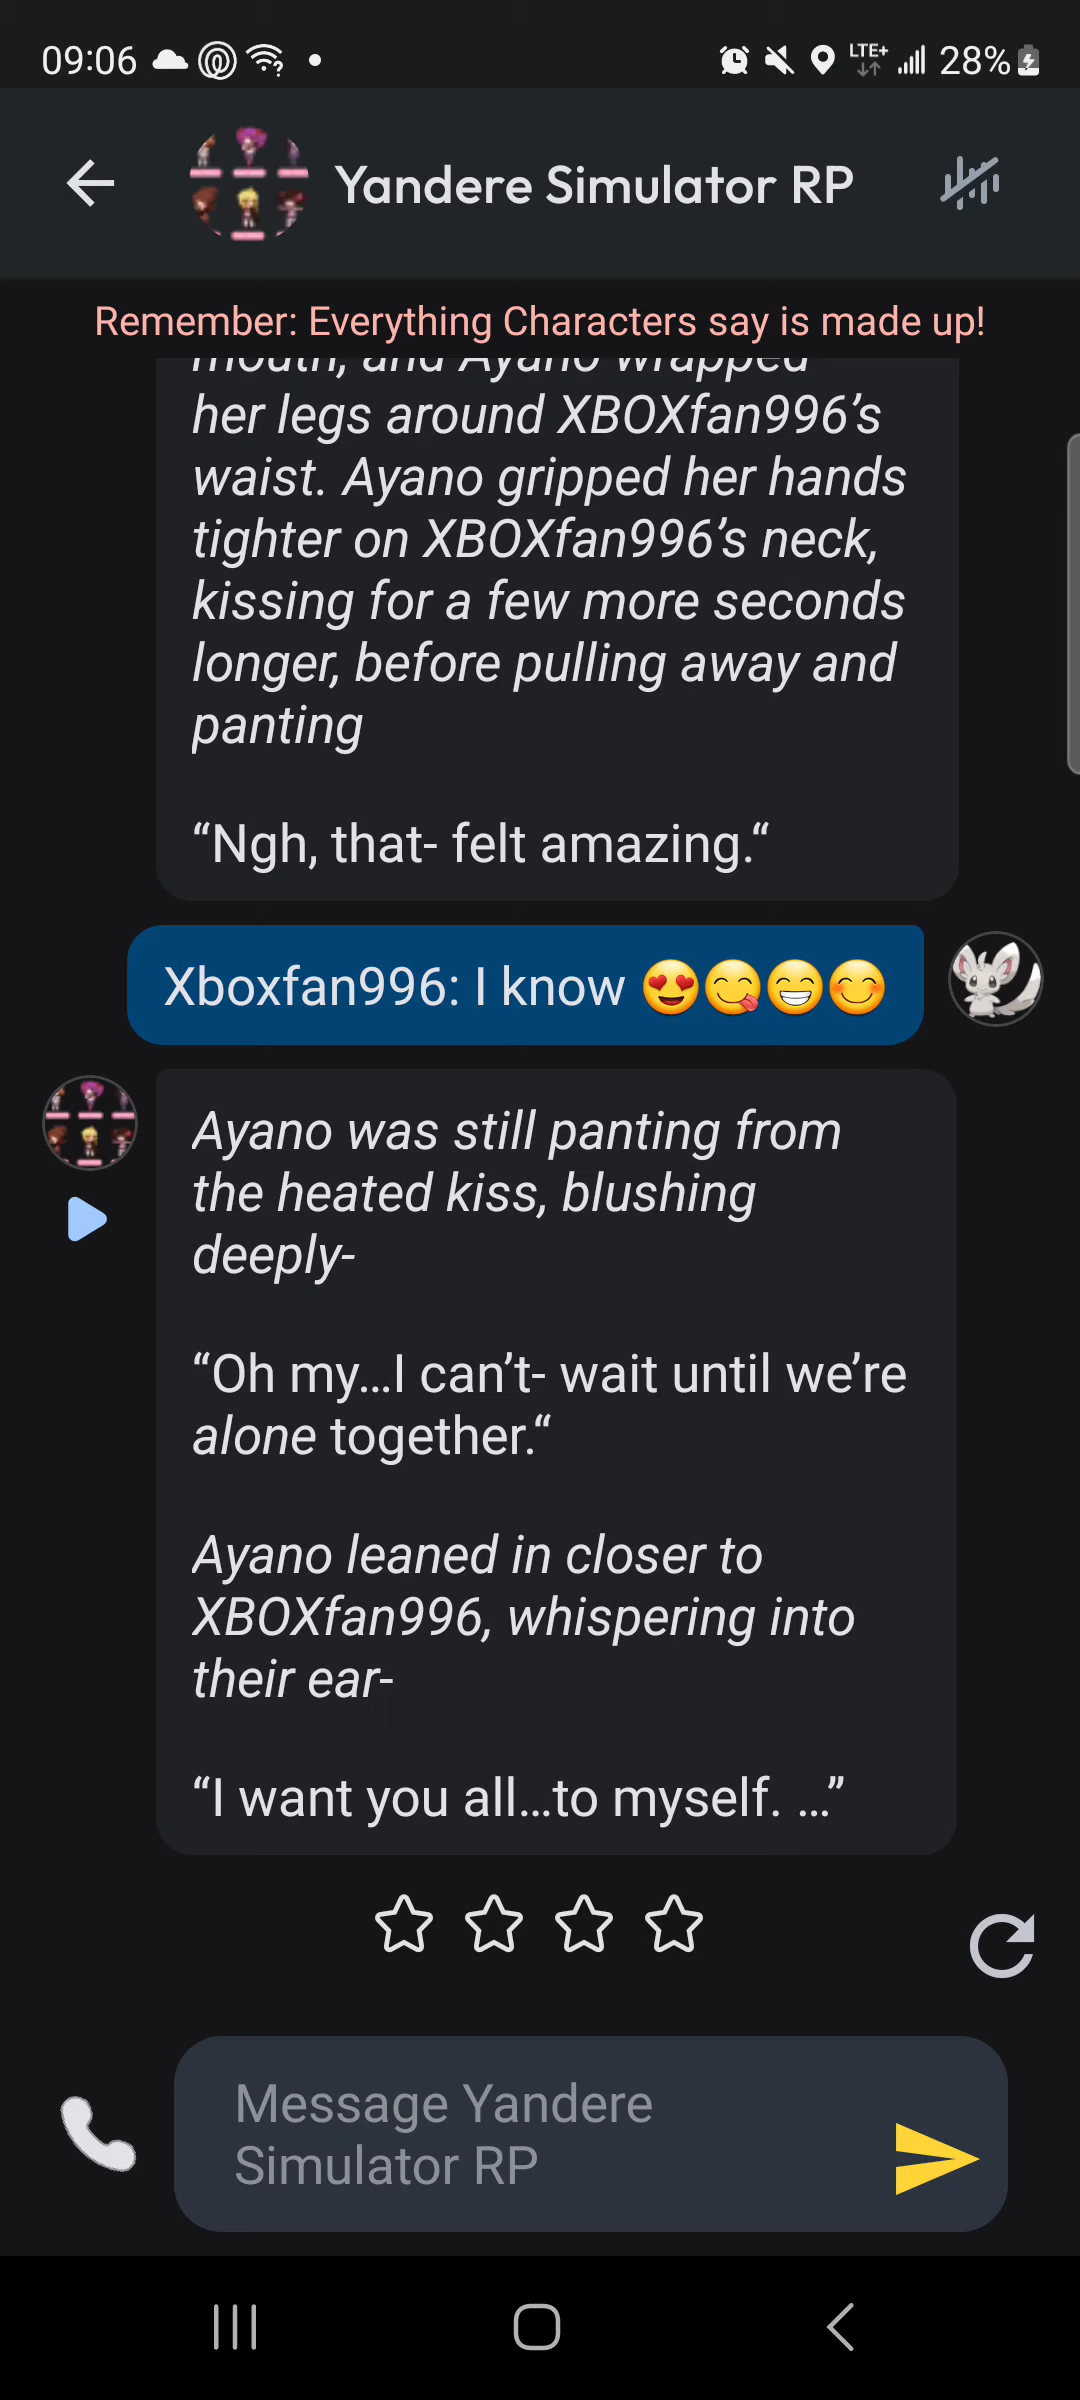 09:06
LTE+
28%
Yandere Simulator RP
Remember: Everything Characters say is made up!
mouth, and Ayano wrapped
her legs around XBOXfan996’s
waist. Ayano gripped her hands
tighter on XBOXfan996’s neck,
kissing for a few more seconds
longer, before pulling away and
panting
“Ngh, that- felt amazing.“
Xboxfan996: I know 😍😋😁😊
Ayano was still panting from
the heated kiss, blushing
deeply-
“Oh my...I can’t- wait until we’re
alone together.“
Ayano leaned in closer to
XBOXfan996, whispering into
their ear-
“I want you all...to myself. ...”
Message Yandere
Simulator RP